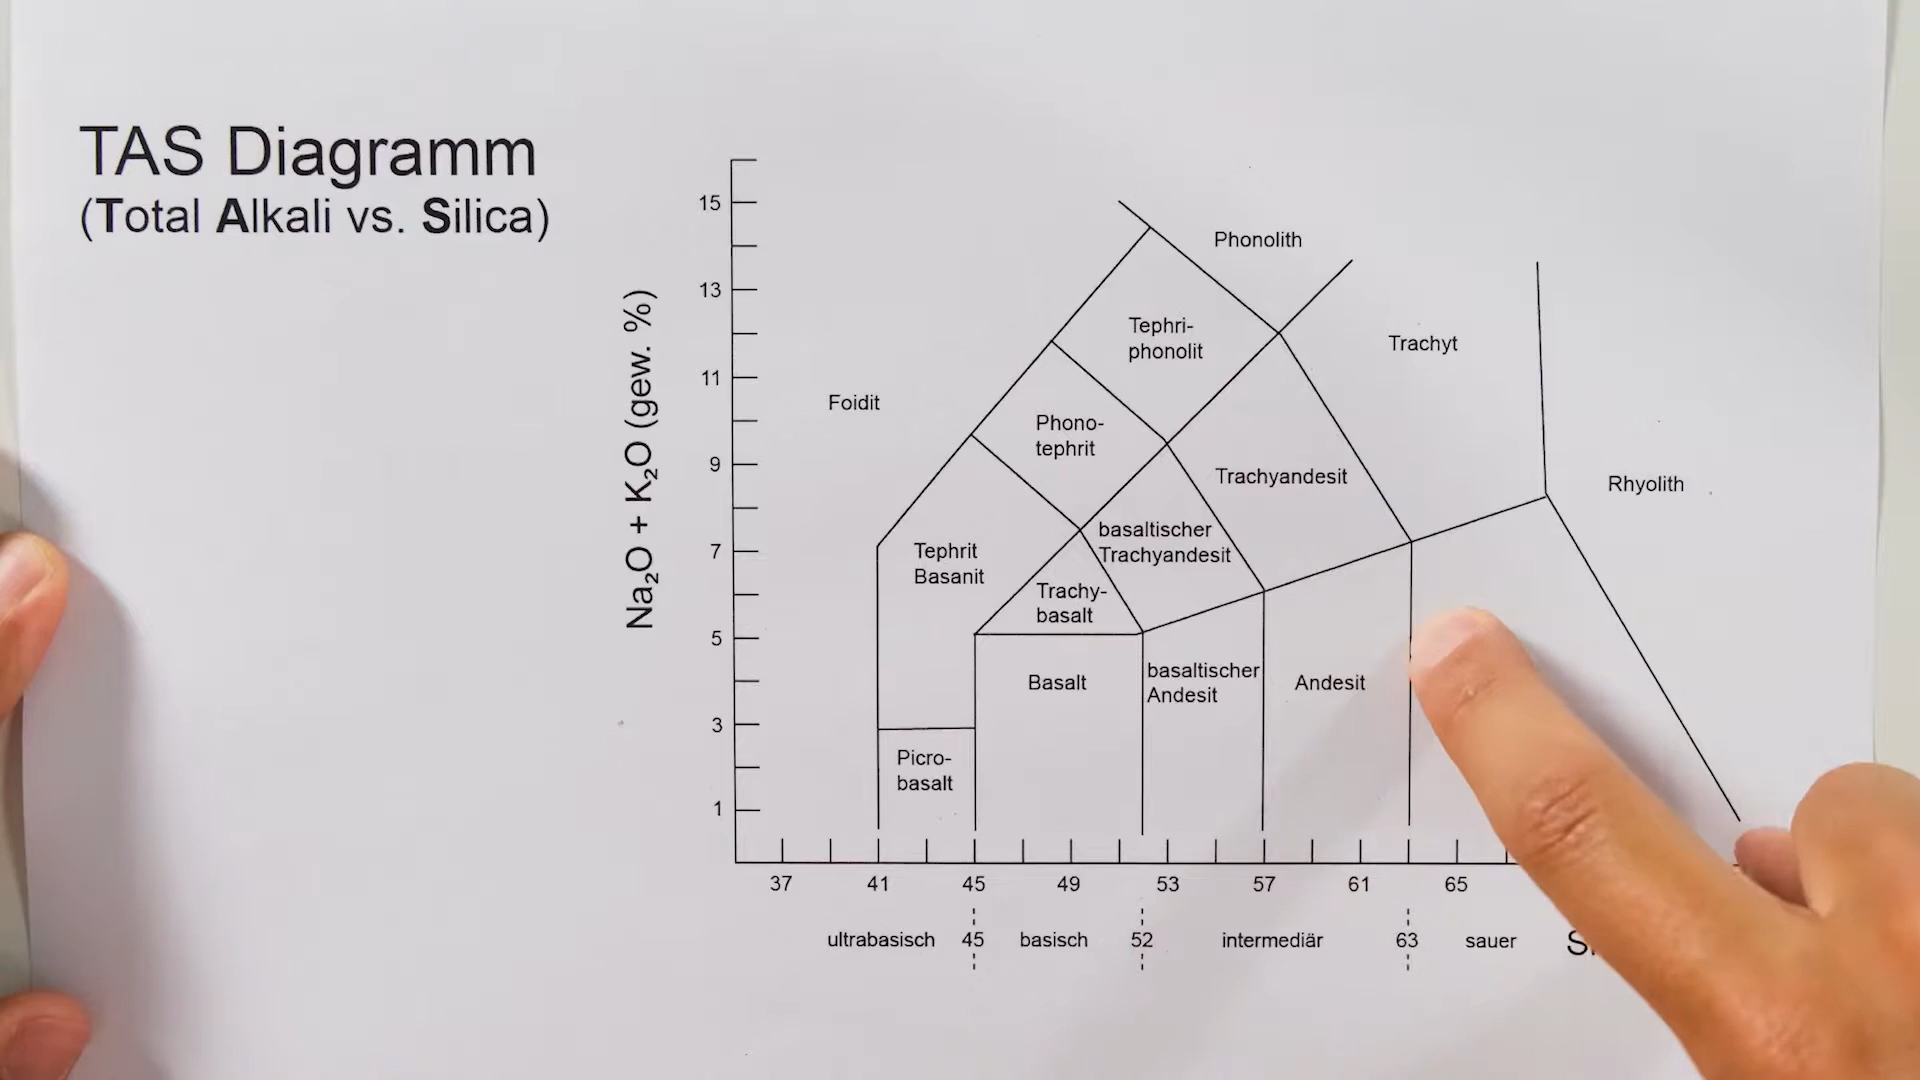 TAS Diagramm
(Total Alkali vs. Silica)
Na₂O + K₂O (gew. %)
15
13
11
9
7
5
3
1
Phonolith
Tephri-
phonolit
Trachyt
Foidit
Phono-
tephrit
Trachyandesit
Rhyolith
basaltischer
Trachyandesit
Tephrit
Basanit
Trachy-
basalt
Basalt
basaltischer
Andesit
Andesit
Picro-
basalt
37 41 45 49 53 57 61 65
ultrabasisch 45 basisch 52 intermediär 63 sauer